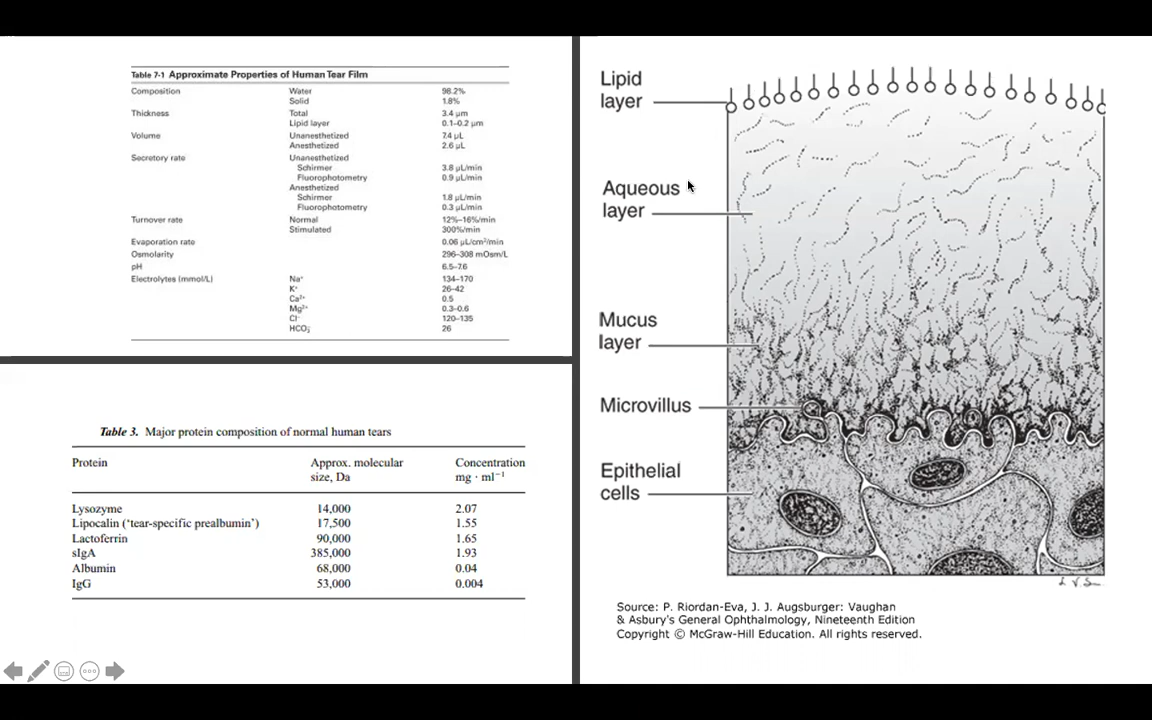 Table 7-1 Approximate Properties of Human Tear Film
Composition Water 98.2%
Solid 1.8%
Thickness Total 3.4 μm
Lipid layer 0.1–0.2 μm
Volume Unanesthetized 7.4 μL
Anesthetized 2.6 μL
Secretory rate Unanesthetized
Schirmer 3.8 μL/min
Fluorophotometry 0.9 μL/min
Anesthetized
Schirmer 1.8 μL/min
Fluorophotometry 0.3 μL/min
Turnover rate Normal 12%–16%/min
Stimulated 300%/min
Evaporation rate 0.06 μL/cm²/min
Osmolarity 296–308 mOsm/L
pH 6.5–7.6
Electrolytes (mmol/L) Na⁺ 134–170
K⁺ 26–42
Ca²⁺ 0.5
Mg²⁺ 0.3–0.6
Cl⁻ 120–135
HCO₃⁻ 26
Table 3. Major protein composition of normal human tears
Protein Approx. molecular Concentration
size, Da mg · ml⁻¹
Lysozyme 14,000 2.07
Lipocalin (‘tear-specific prealbumin’) 17,500 1.55
Lactoferrin 90,000 1.65
sIgA 385,000 1.93
Albumin 68,000 0.04
IgG 53,000 0.004
Lipid
layer
Aqueous
layer
Mucus
layer
Microvillus
Epithelial
cells
Source: P. Riordan-Eva, J. J. Augsburger: Vaughan
& Asbury's General Ophthalmology, Nineteenth Edition
Copyright © McGraw-Hill Education. All rights reserved.